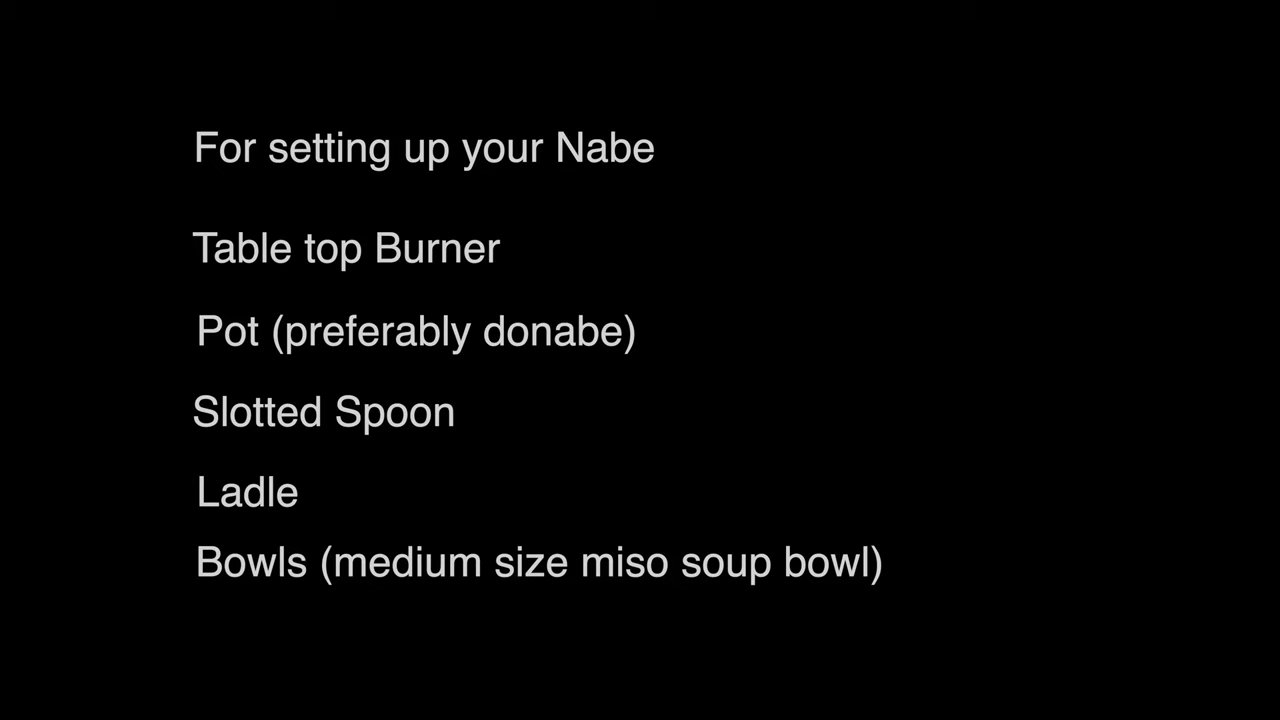 For setting up your Nabe
Table top Burner
Pot (preferably donabe)
Slotted Spoon
Ladle
Bowls (medium size miso soup bowl)